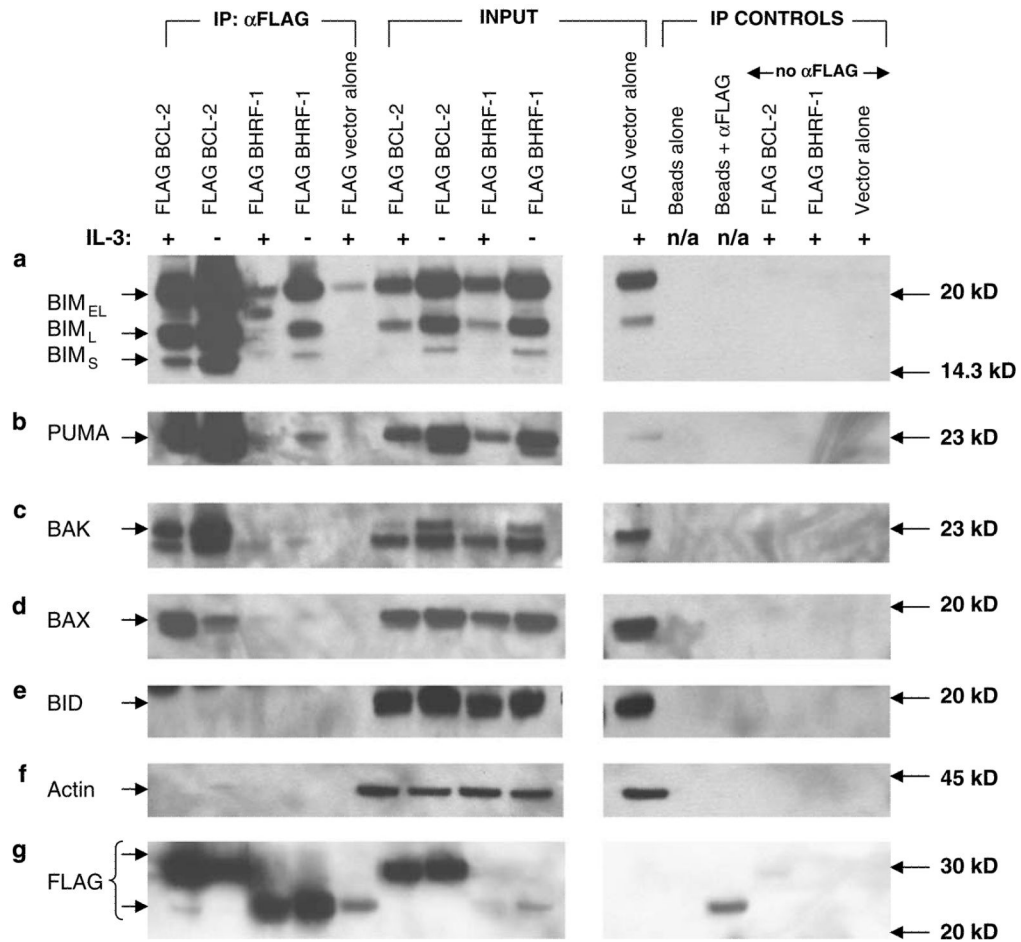 IP: αFLAG INPUT IP CONTROLS
no αFLAG
FLAG BCL-2
FLAG BCL-2
FLAG BHRF-1
FLAG BHRF-1
FLAG vector alone
FLAG BCL-2
FLAG BCL-2
FLAG BHRF-1
FLAG BHRF-1
FLAG vector alone
Beads alone
Beads + αFLAG
FLAG BCL-2
FLAG BHRF-1
Vector alone
IL-3: + - + - + + - + - + n/a n/a + + +
a
BIM EL
20 kD
BIM L
BIM S
14.3 kD
b
PUMA
23 kD
c
BAK
23 kD
d
BAX
20 kD
e
BID
20 kD
f
Actin
45 kD
g
FLAG
30 kD
20 kD